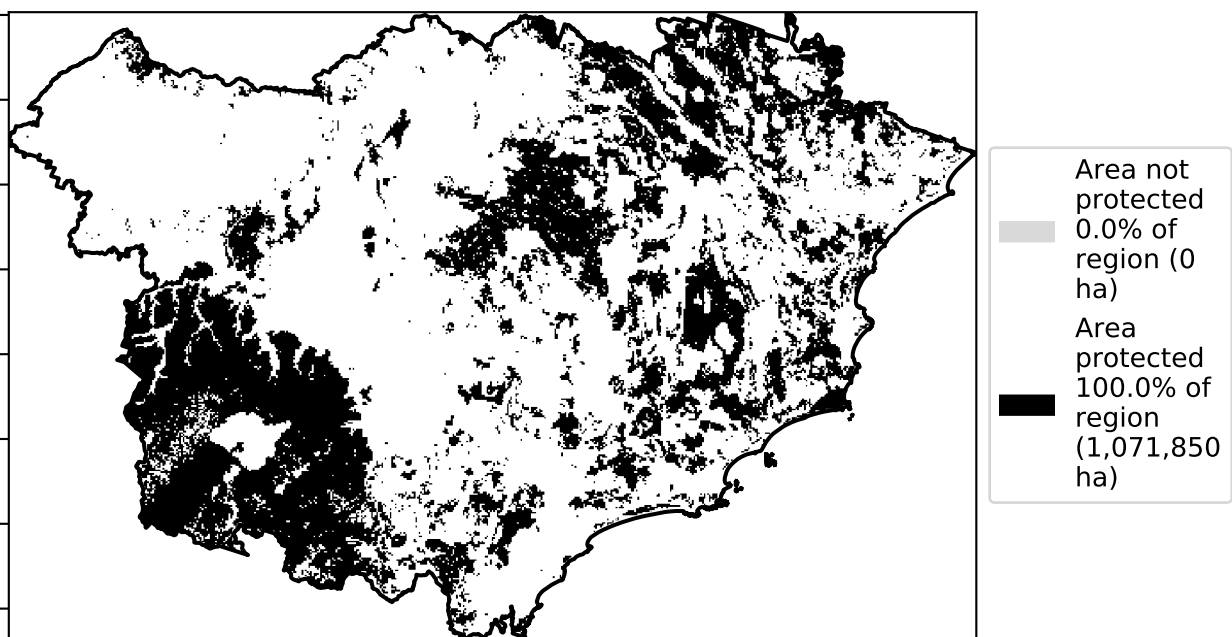 Area not
protected
0.0% of
region (0
ha)
Area
protected
100.0% of
region
(1,071,850
ha)